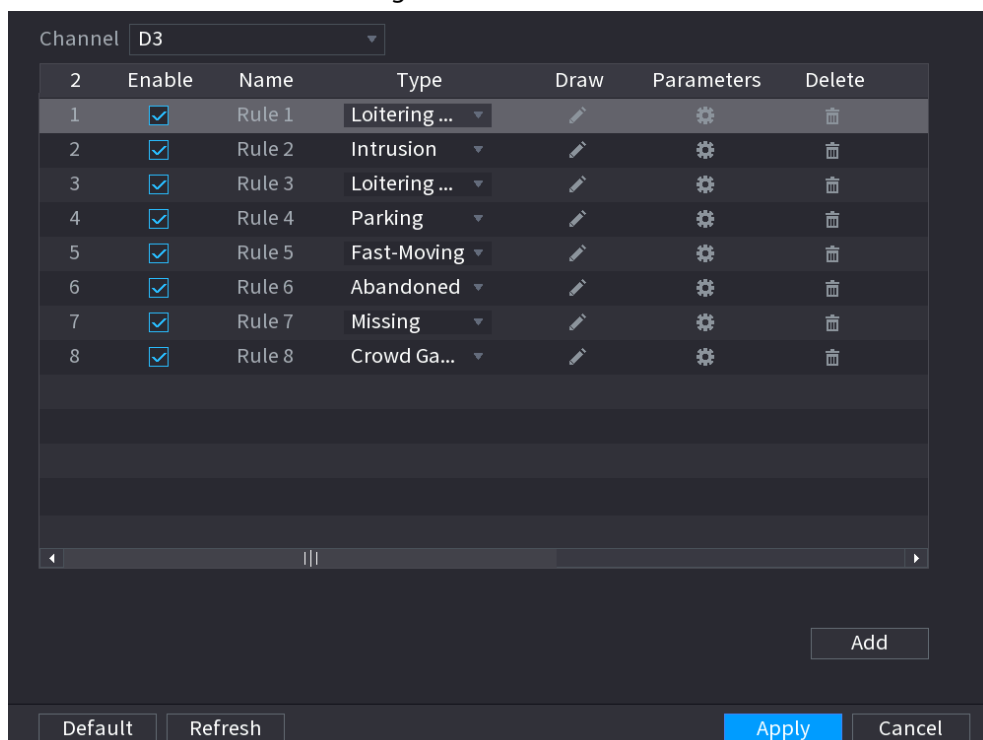 Channel D3
2 Enable Name Type Draw Parameters Delete
1 Rule 1 Loitering ...
2 Rule 2 Intrusion
3 Rule 3 Loitering ...
4 Rule 4 Parking
5 Rule 5 Fast-Moving
6 Rule 6 Abandoned
7 Rule 7 Missing
8 Rule 8 Crowd Ga...
Add
Default Refresh Apply Cancel